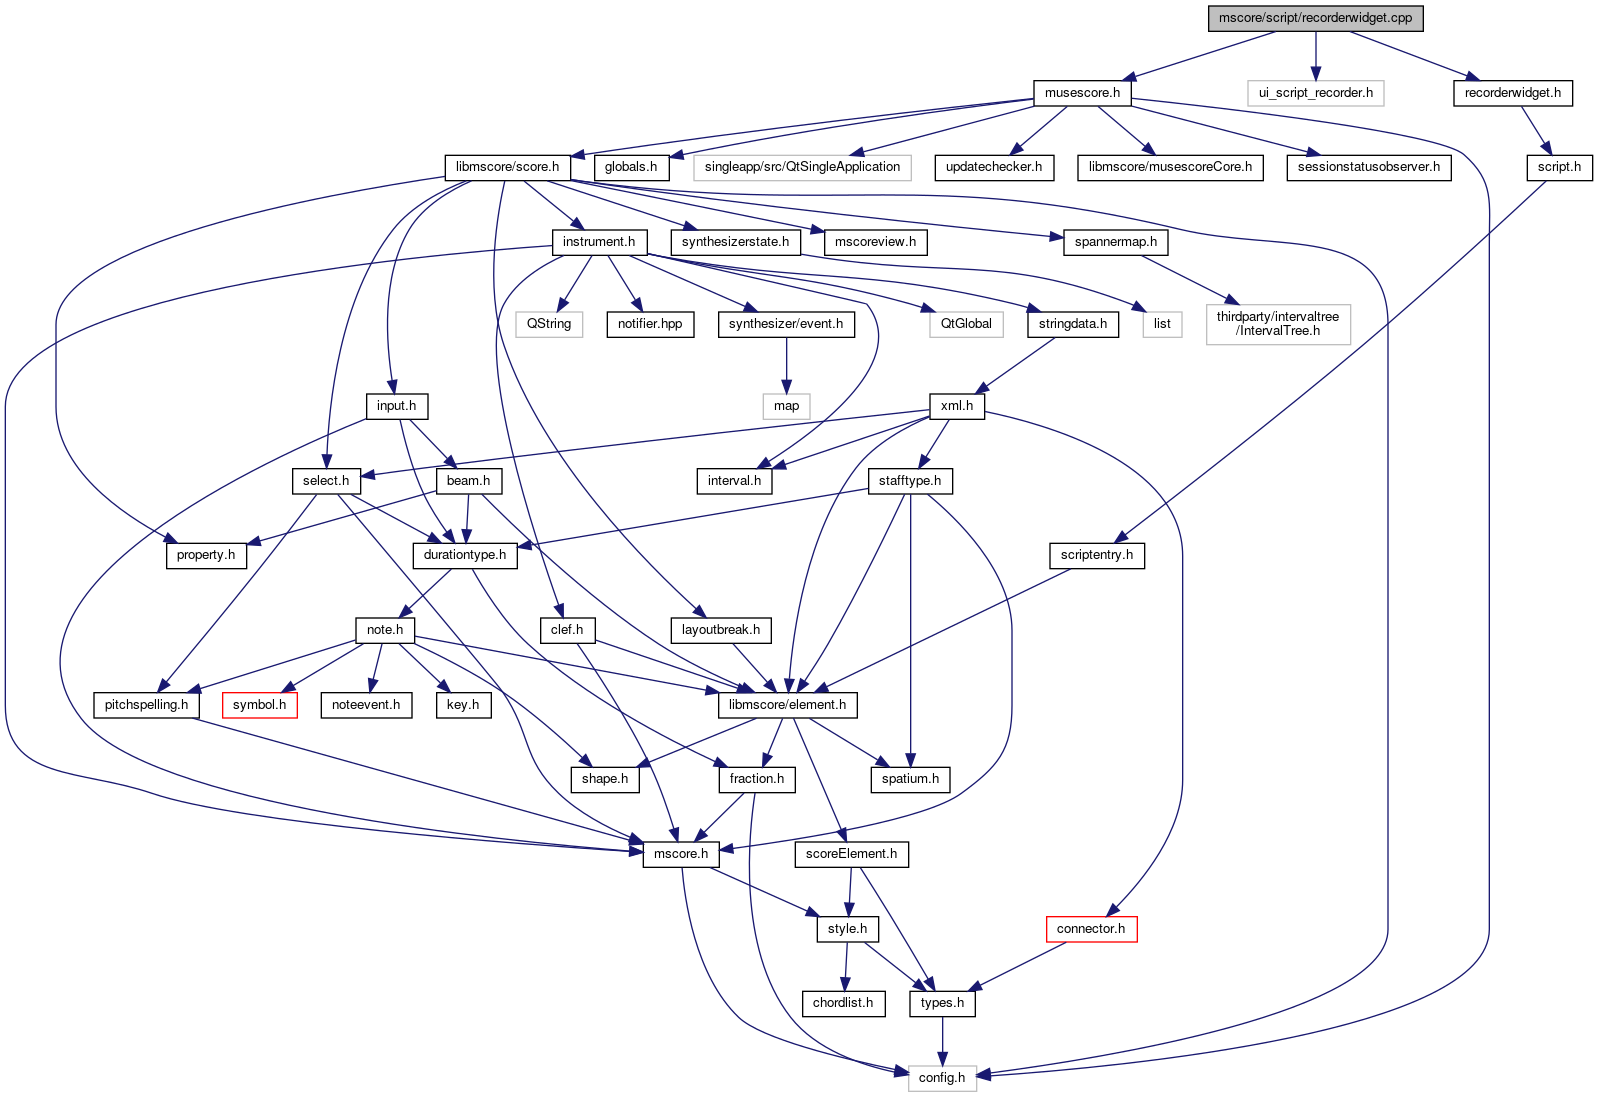 mscore/script/recorderwidget.cpp
musescore.h
ui_script_recorder.h
recorderwidget.h
libmscore/score.h
globals.h
singleapp/src/QtSingleApplication
updatechecker.h
libmscore/musescoreCore.h
sessionstatusobserver.h
script.h
instrument.h
synthesizerstate.h
mscoreview.h
spannermap.h
QString
notifier.hpp
synthesizer/event.h
QtGlobal
stringdata.h
list
thirdparty/intervaltree
/IntervalTree.h
input.h
map
xml.h
select.h
beam.h
interval.h
stafftype.h
property.h
durationtype.h
scriptentry.h
note.h
clef.h
layoutbreak.h
pitchspelling.h
symbol.h
noteevent.h
key.h
libmscore/element.h
shape.h
fraction.h
spatium.h
mscore.h
scoreElement.h
style.h
connector.h
chordlist.h
types.h
config.h